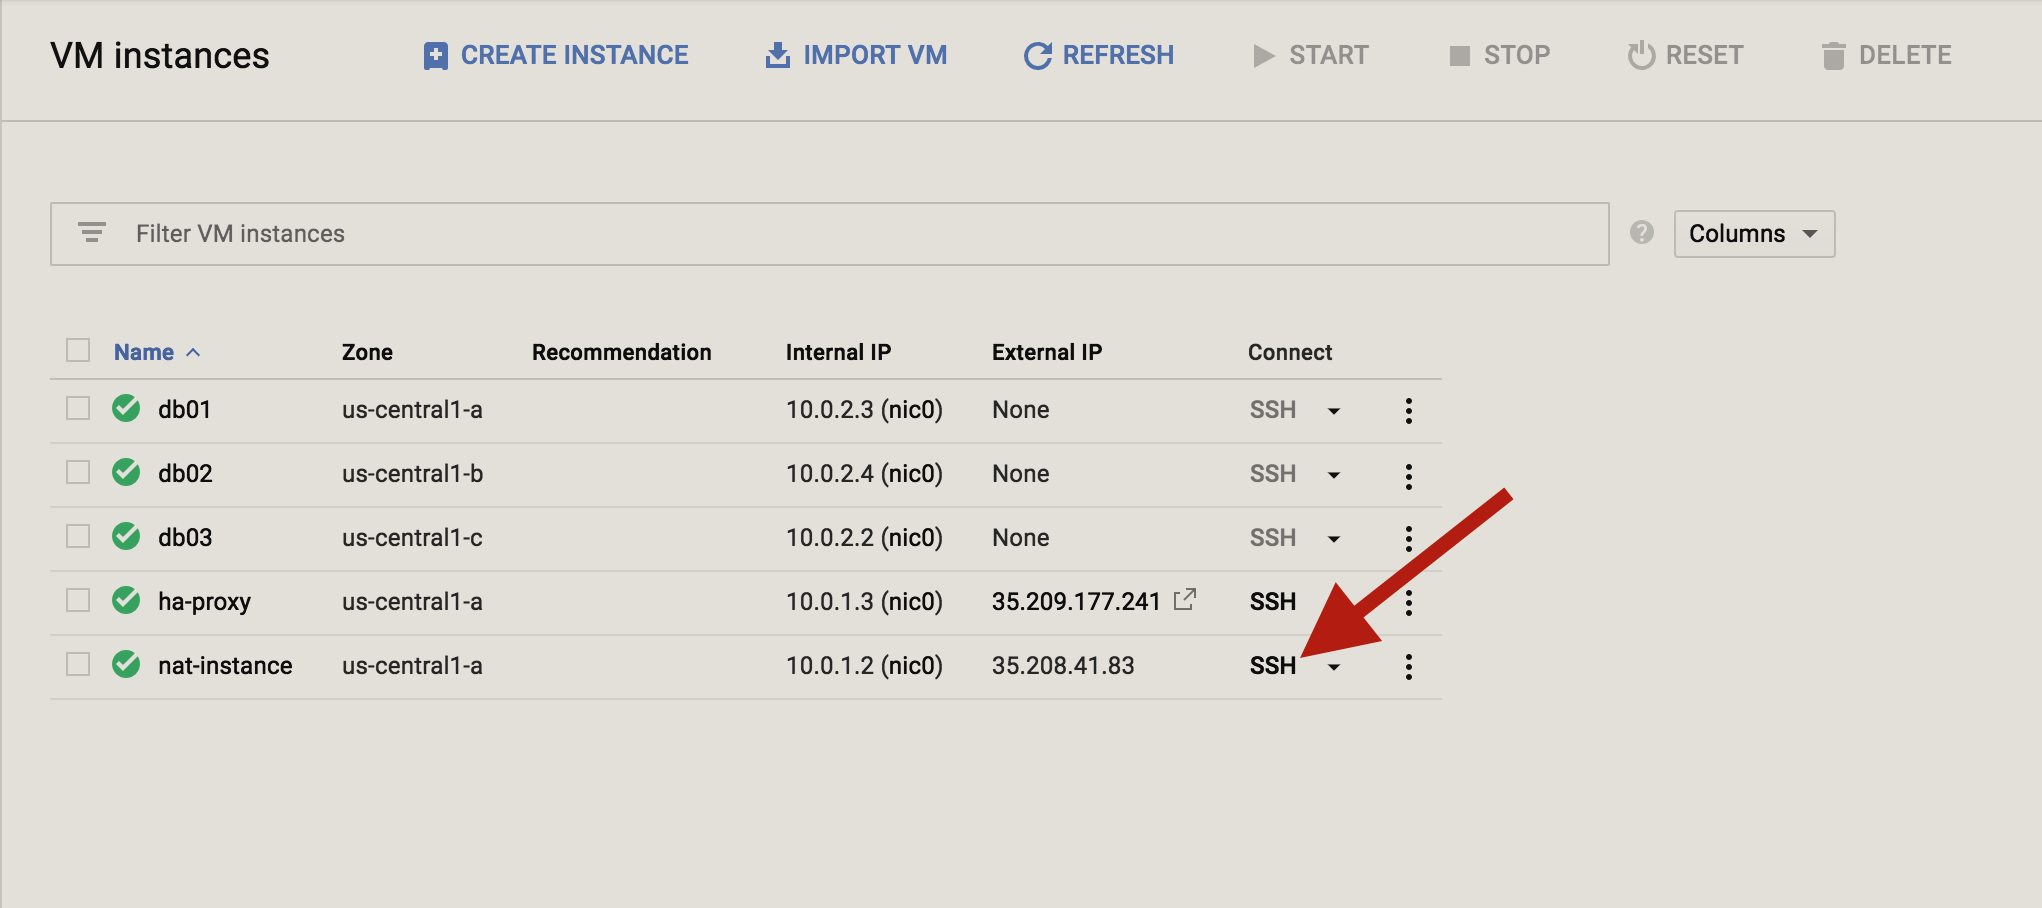 VM instances CREATE INSTANCE IMPORT VM REFRESH START STOP RESET DELETE
Filter VM instances ? Columns
Name Zone Recommendation Internal IP External IP Connect
db01 us-central1-a 10.0.2.3 (nic0) None SSH
db02 us-central1-b 10.0.2.4 (nic0) None SSH
db03 us-central1-c 10.0.2.2 (nic0) None SSH
ha-proxy us-central1-a 10.0.1.3 (nic0) 35.209.177.241 SSH
nat-instance us-central1-a 10.0.1.2 (nic0) 35.208.41.83 SSH